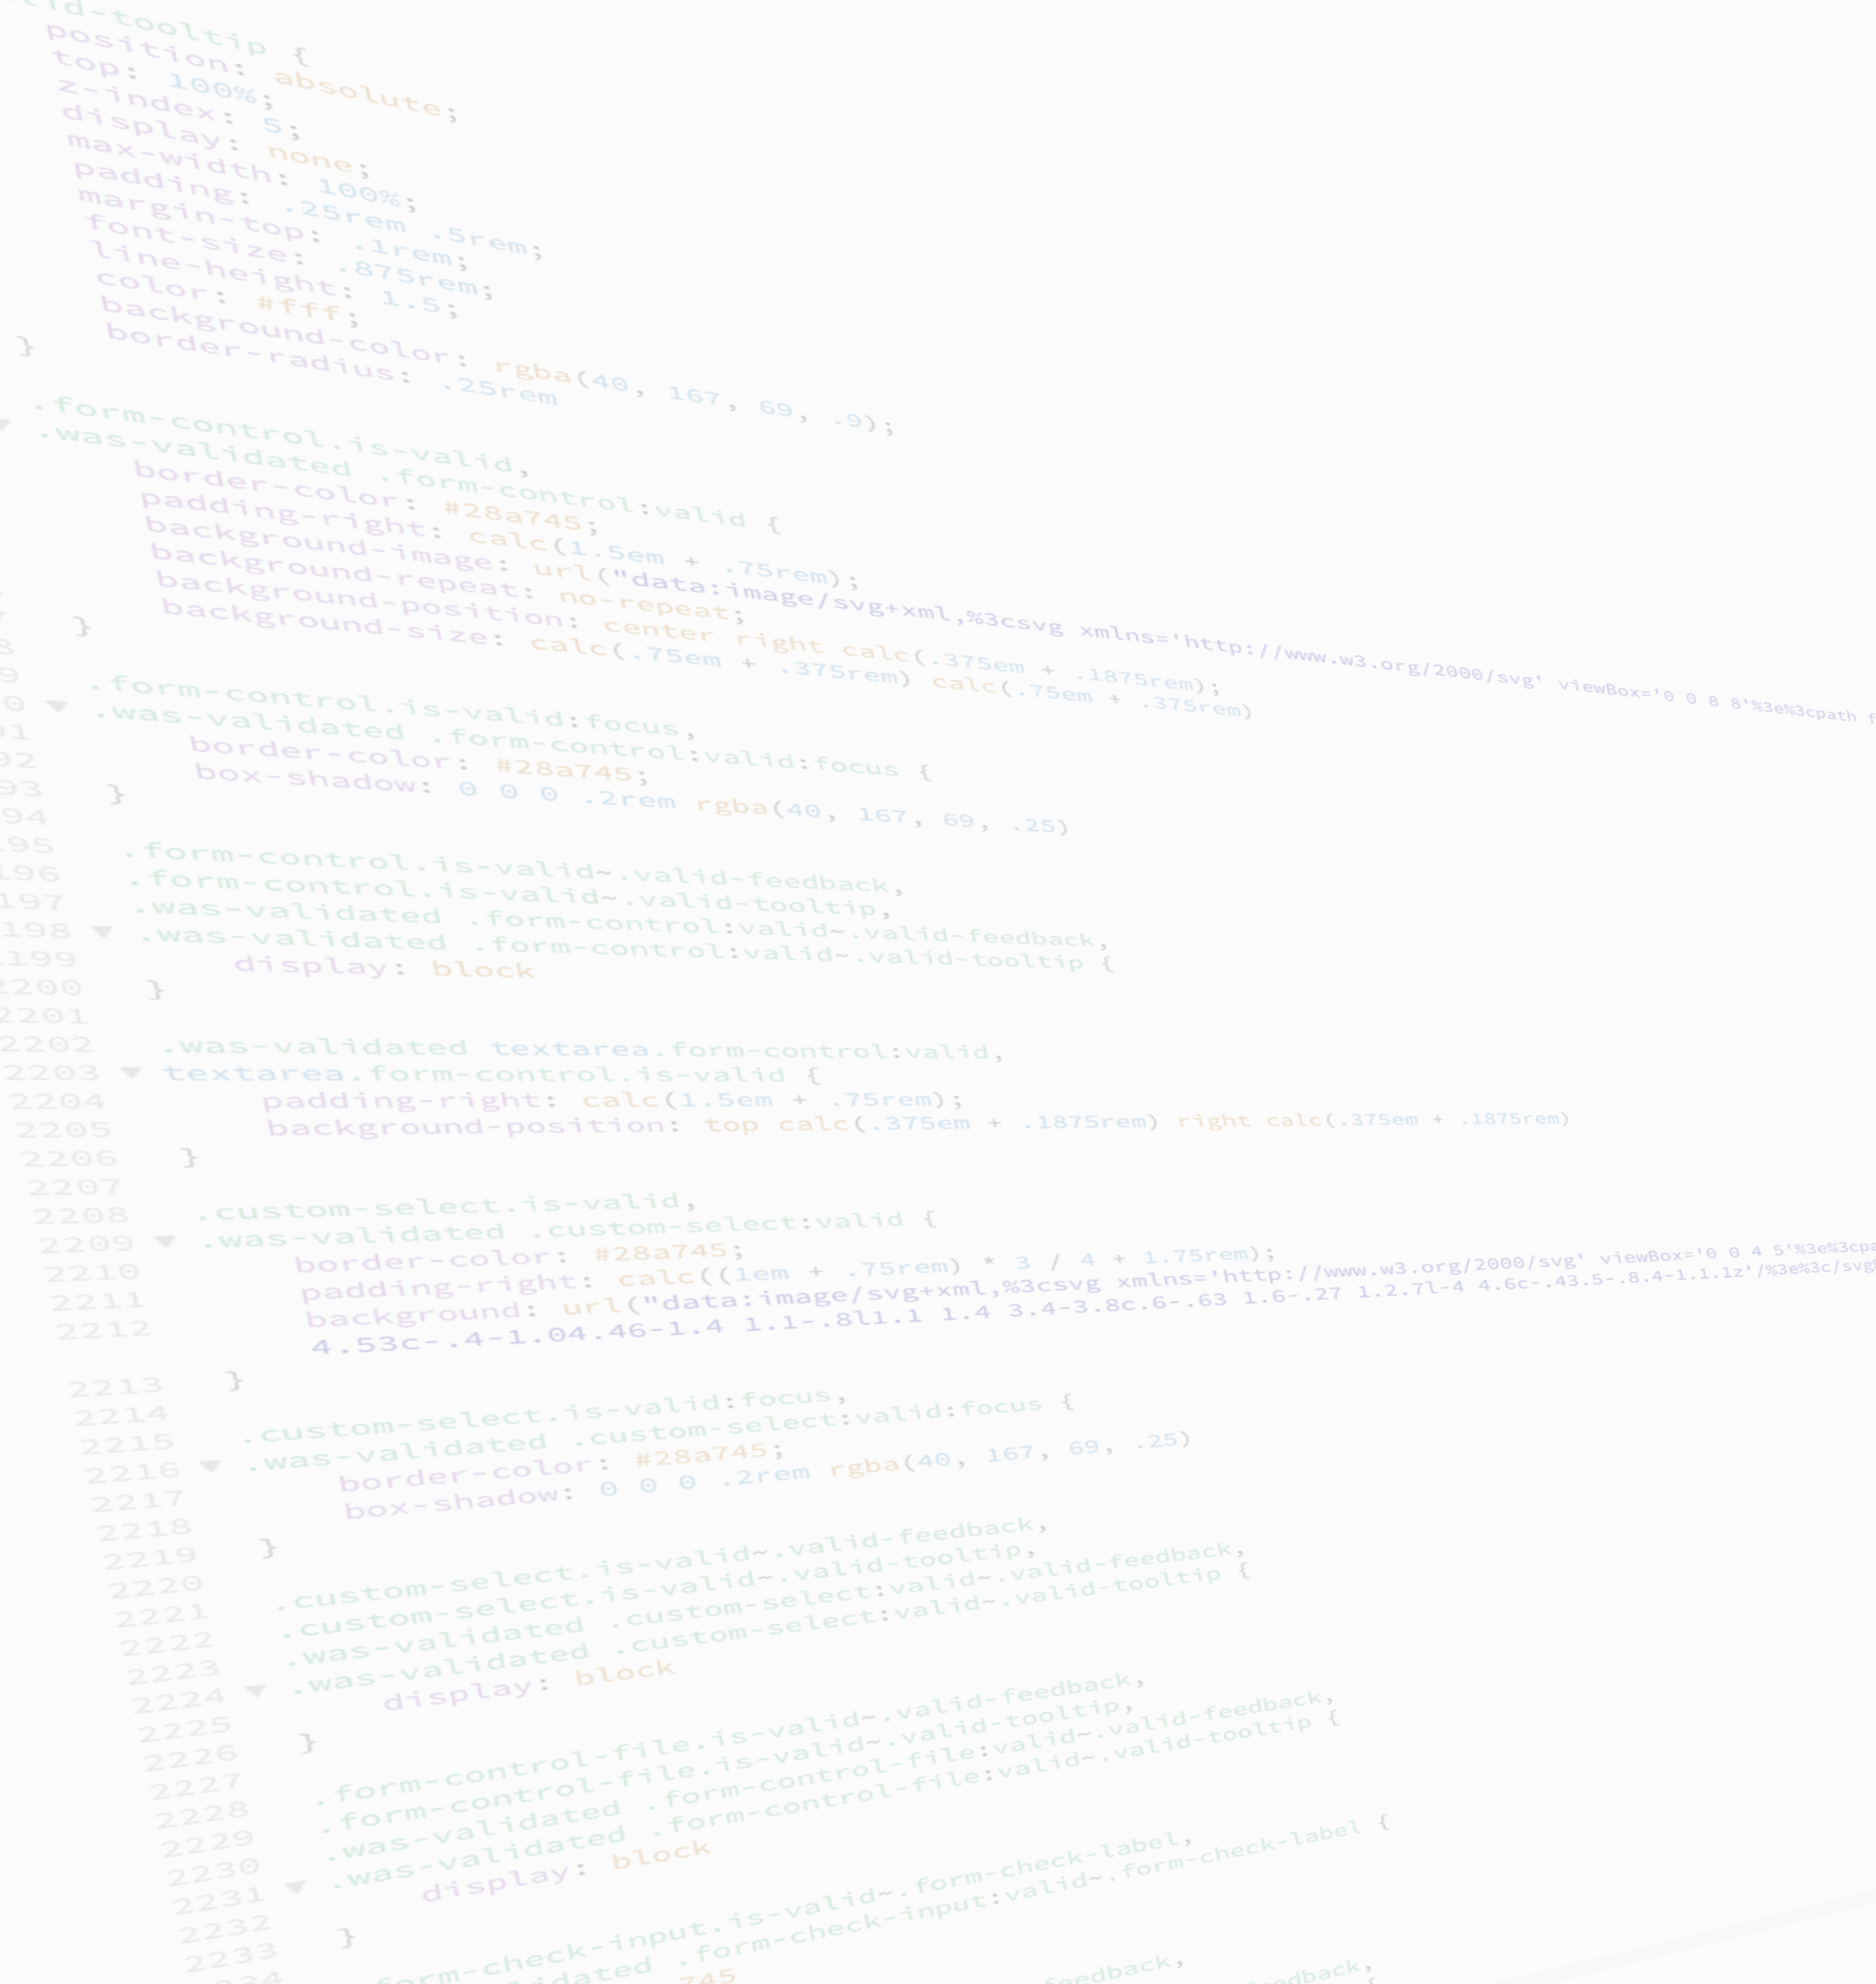 lid-tooltip {
position: absolute;
top: 100%;
z-index: 5;
display: none;
max-width: 100%;
padding: .25rem .5rem;
margin-top: .1rem;
font-size: .875rem;
line-height: 1.5;
color: #fff;
background-color: rgba(40, 167, 69, .9);
border-radius: .25rem
}
.form-control.is-valid,
.was-validated .form-control:valid {
border-color: #28a745;
padding-right: calc(1.5em + .75rem);
background-image: url("data:image/svg+xml,%3csvg xmlns='http://www.w3.org/2000/svg' viewBox='0 0 8 8'%3e%3cpath f
background-repeat: no-repeat;
background-position: center right calc(.375em + .1875rem);
background-size: calc(.75em + .375rem) calc(.75em + .375rem)
}
.form-control.is-valid:focus,
.was-validated .form-control:valid:focus {
border-color: #28a745;
box-shadow: 0 0 0 .2rem rgba(40, 167, 69, .25)
93 }
94
195 .form-control.is-valid~.valid-feedback,
196 .form-control.is-valid~.valid-tooltip,
197 .was-validated .form-control:valid~.valid-feedback,
198 .was-validated .form-control:valid~.valid-tooltip {
199 display: block
2200 }
2201
2202 .was-validated textarea.form-control:valid,
2203 textarea.form-control.is-valid {
2204 padding-right: calc(1.5em + .75rem);
2205 background-position: top calc(.375em + .1875rem) right calc(.375em + .1875rem)
2206 }
2207
2208 .custom-select.is-valid,
2209 .was-validated .custom-select:valid {
2210 border-color: #28a745;
2211 padding-right: calc((1em + .75rem) * 3 / 4 + 1.75rem);
2212 background: url("data:image/svg+xml,%3csvg xmlns='http://www.w3.org/2000/svg' viewBox='0 0 4 5'%3e%3cpa
4.53c-.4-1.04.46-1.4 1.1-.8l1.1 1.4 3.4-3.8c.6-.63 1.6-.27 1.2.7l-4 4.6c-.43.5-.8.4-1.1.1z'/%3e%3c/svg%
2213 }
2214
2215 .custom-select.is-valid:focus,
2216 .was-validated .custom-select:valid:focus {
2217 border-color: #28a745;
2218 box-shadow: 0 0 0 .2rem rgba(40, 167, 69, .25)
2219 }
2220
2221 .custom-select.is-valid~.valid-feedback,
2222 .custom-select.is-valid~.valid-tooltip,
2223 .was-validated .custom-select:valid~.valid-feedback,
2224 .was-validated .custom-select:valid~.valid-tooltip {
2225 display: block
2226 }
2227
2228 .form-control-file.is-valid~.valid-feedback,
2229 .form-control-file.is-valid~.valid-tooltip,
2230 .was-validated .form-control-file:valid~.valid-feedback,
2231 .was-validated .form-control-file:valid~.valid-tooltip {
2232 display: block
2233 }
234
form-check-input.is-valid~.form-check-label,
idated .form-check-input:valid~.form-check-label {
745
feedback,
edback,
{